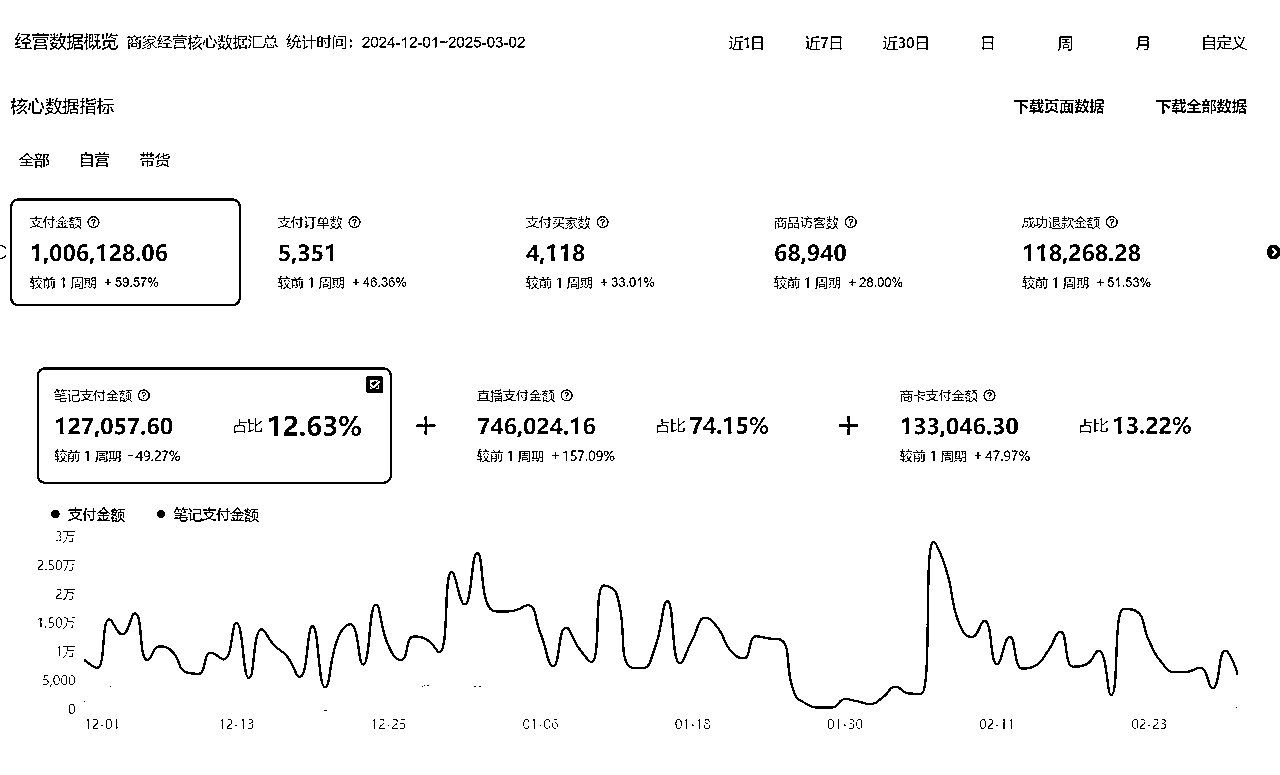 经营数据概览 商家经营核心数据汇总 统计时间：2024-12-01~2025-03-02 近1日 近7日 近30日 日 周 月 自定义
核心数据指标 下载页面数据 下载全部数据
全部 自营 带货
支付金额 支付订单数 支付买家数 商品访客数 成功退款金额
1,006,128.06 5,351 4,118 68,940 118,268.28
较前 1 周期 +59.57% 较前 1 周期 +46.36% 较前 1 周期 +33.01% 较前 1 周期 +28.00% 较前 1 周期 +51.53%
笔记支付金额 直播支付金额 商卡支付金额
127,057.60 占比 12.63% + 746,024.16 占比 74.15% + 133,046.30 占比 13.22%
较前 1 周期 -49.27% 较前 1 周期 +157.09% 较前 1 周期 +47.97%
支付金额 笔记支付金额
3万
2.50万
2万
1.50万
1万
5,000
0
12-01 12-13 12-25 01-06 01-18 01-30 02-11 02-23